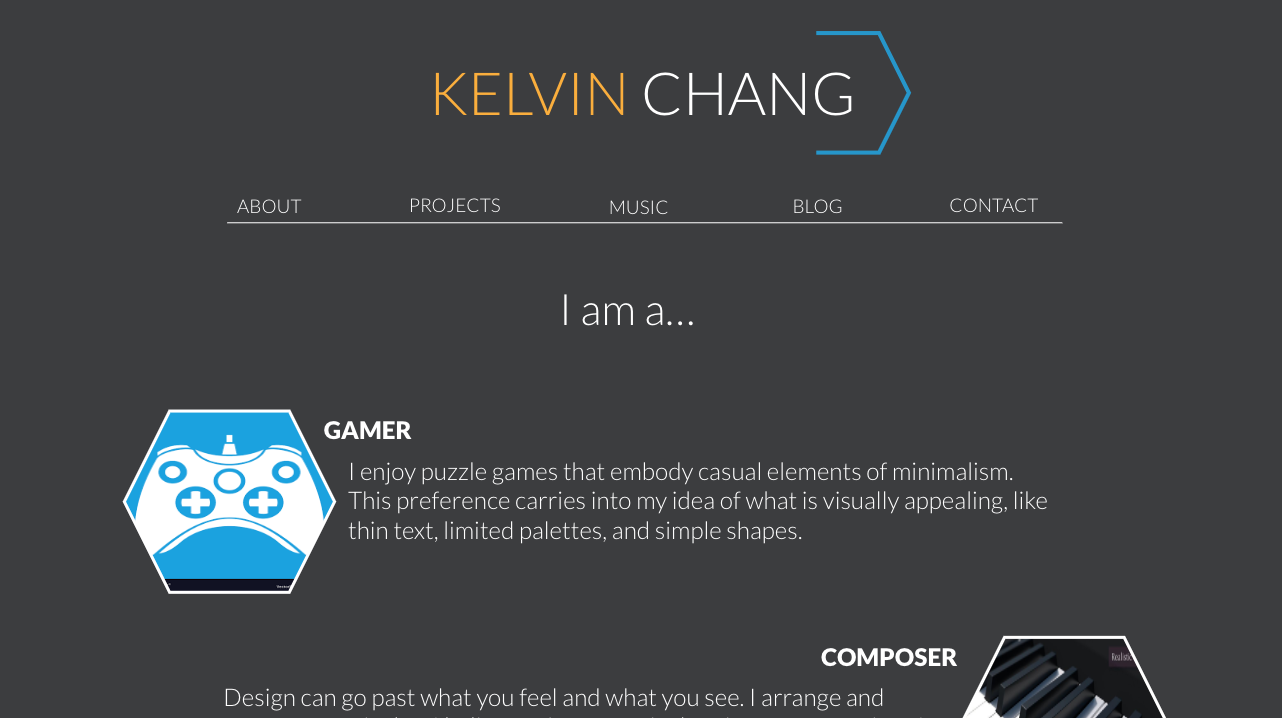 KELVIN CHANG
ABOUT PROJECTS MUSIC BLOG CONTACT
I am a...
GAMER
I enjoy puzzle games that embody casual elements of minimalism.
This preference carries into my idea of what is visually appealing, like
thin text, limited palettes, and simple shapes.
COMPOSER
Realistic
Design can go past what you feel and what you see. I arrange and